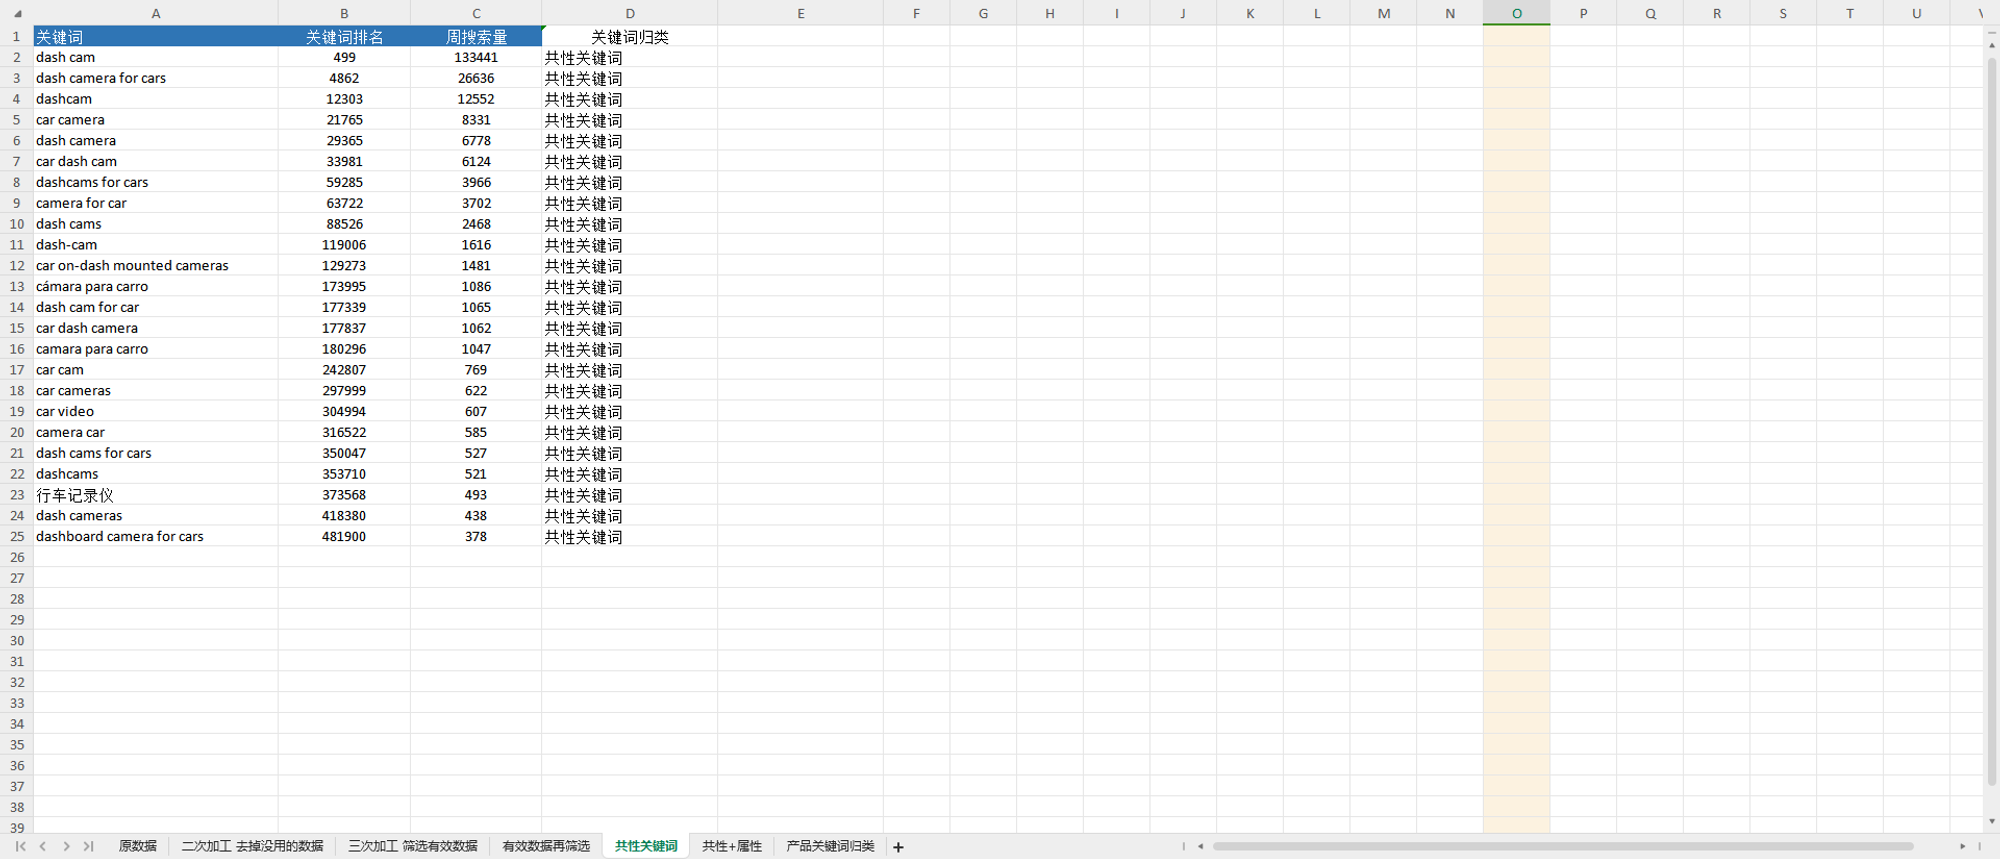 A B C D E F G H I J K L M N O P Q R S T U V
1 关键词 关键词排名 周搜索量 关键词归类
2 dash cam 499 133441 共性关键词
3 dash camera for cars 4862 26636 共性关键词
4 dashcam 12303 12552 共性关键词
5 car camera 21765 8331 共性关键词
6 dash camera 29365 6778 共性关键词
7 car dash cam 33981 6124 共性关键词
8 dashcams for cars 59285 3966 共性关键词
9 camera for car 63722 3702 共性关键词
10 dash cams 88526 2468 共性关键词
11 dash-cam 119006 1616 共性关键词
12 car on-dash mounted cameras 129273 1481 共性关键词
13 cámara para carro 173995 1086 共性关键词
14 dash cam for car 177339 1065 共性关键词
15 car dash camera 177837 1062 共性关键词
16 camara para carro 180296 1047 共性关键词
17 car cam 242807 769 共性关键词
18 car cameras 297999 622 共性关键词
19 car video 304994 607 共性关键词
20 camera car 316522 585 共性关键词
21 dash cams for cars 350047 527 共性关键词
22 dashcams 353710 521 共性关键词
23 行车记录仪 373568 493 共性关键词
24 dash cameras 418380 438 共性关键词
25 dashboard camera for cars 481900 378 共性关键词
26
27
28
29
30
31
32
33
34
35
36
37
38
39
原数据 二次加工 去掉没用的数据 三次加工 筛选有效数据 有效数据再筛选 共性关键词 共性+属性 产品关键词归类 +